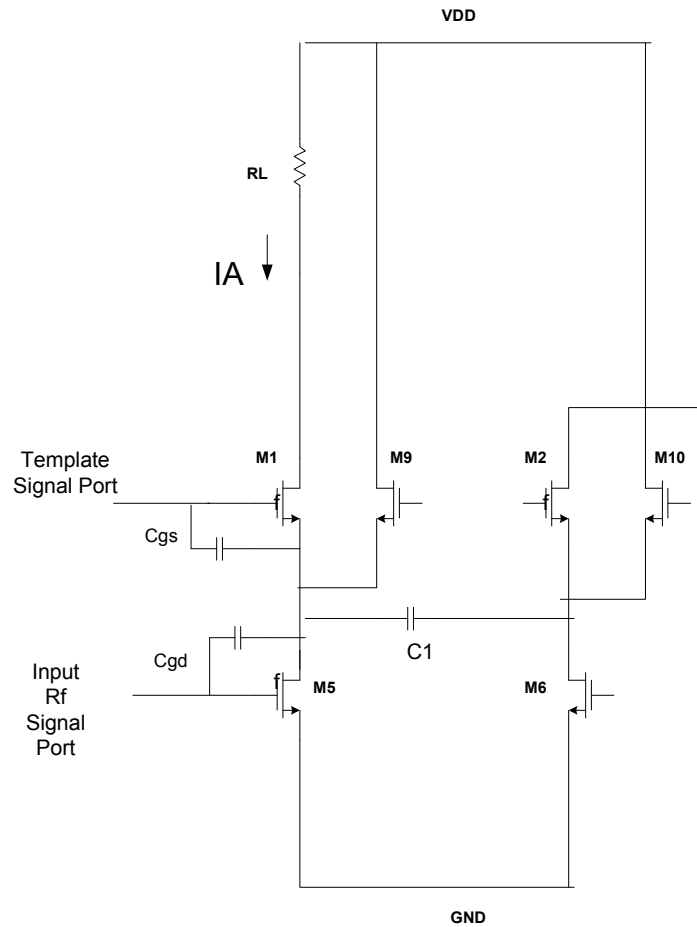 VDD
RL
IA
Template
Signal Port
M1
M9
M2
M10
f
f
Cgs
C1
Cgd
Input
Rf
Signal
Port
f
M5
M6
GND